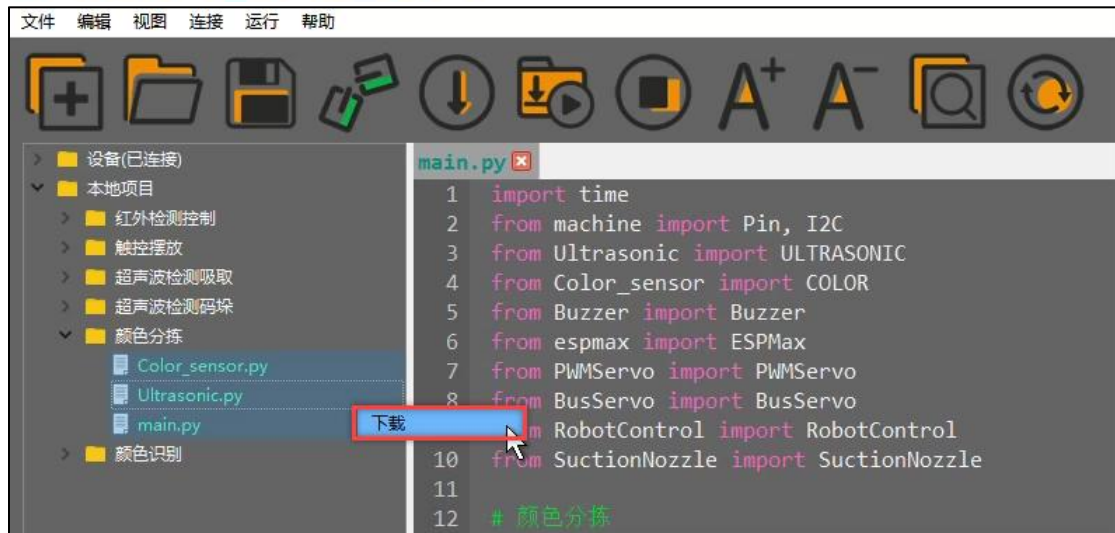 文件 编辑 视图 连接 运行 帮助
设备(已连接)
本地项目
红外检测控制
触控摆放
超声波检测吸取
超声波检测码垛
颜色分拣
Color_sensor.py
Ultrasonic.py
main.py
颜色识别
下载
main.py
1 import time
2 from machine import Pin, I2C
3 from Ultrasonic import ULTRASONIC
4 from Color_sensor import COLOR
5 from Buzzer import Buzzer
6 from espmax import ESPMax
7 from PWMServo import PWMServo
8 from BusServo import BusServo
m RobotControl import RobotControl
10 from SuctionNozzle import SuctionNozzle
11
12 # 颜色分拣